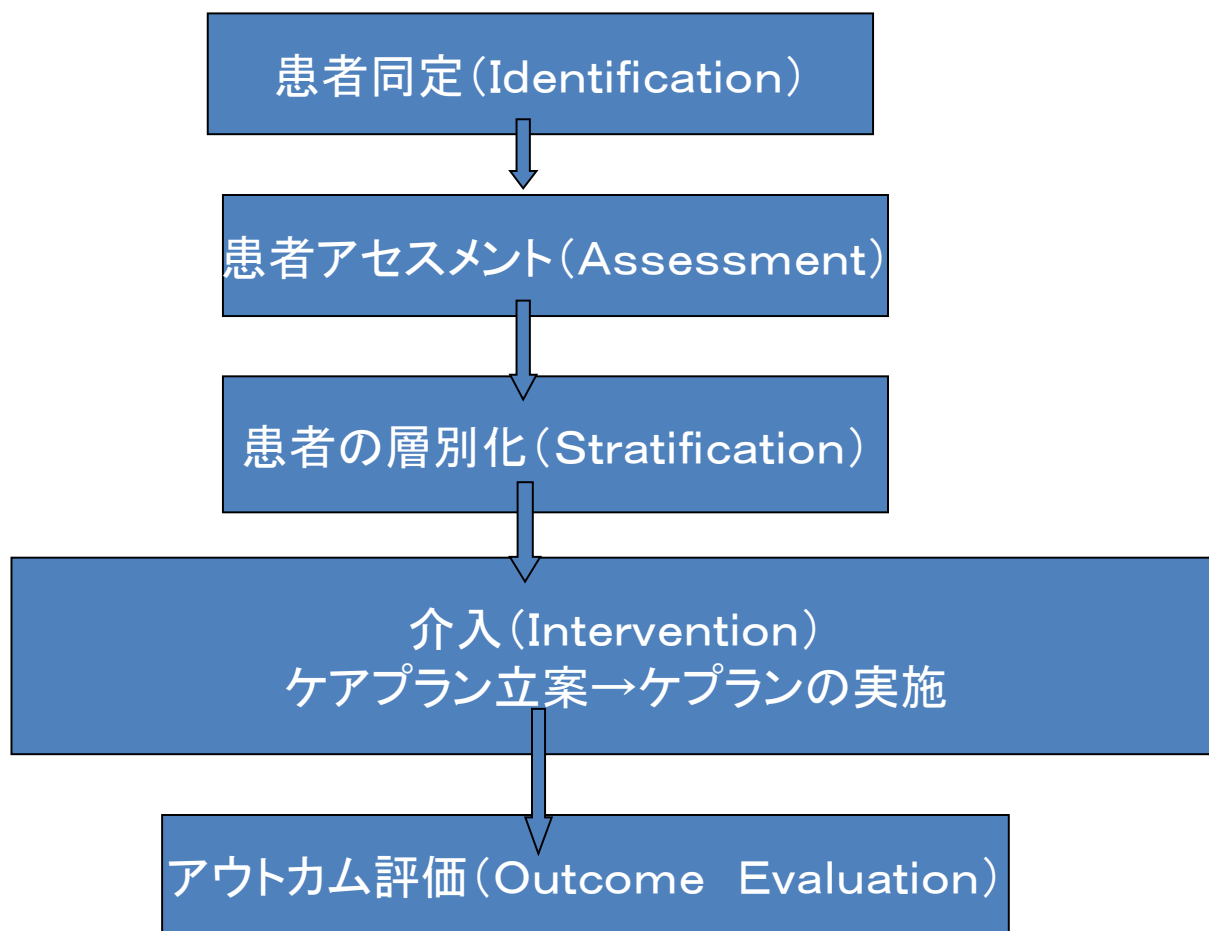 患者同定（Identification）
患者アセスメント（Assessment）
患者の層別化（Stratification）
介入（Intervention）
ケアプラン立案→ケプランの実施
アウトカム評価（Outcome　Evaluation）